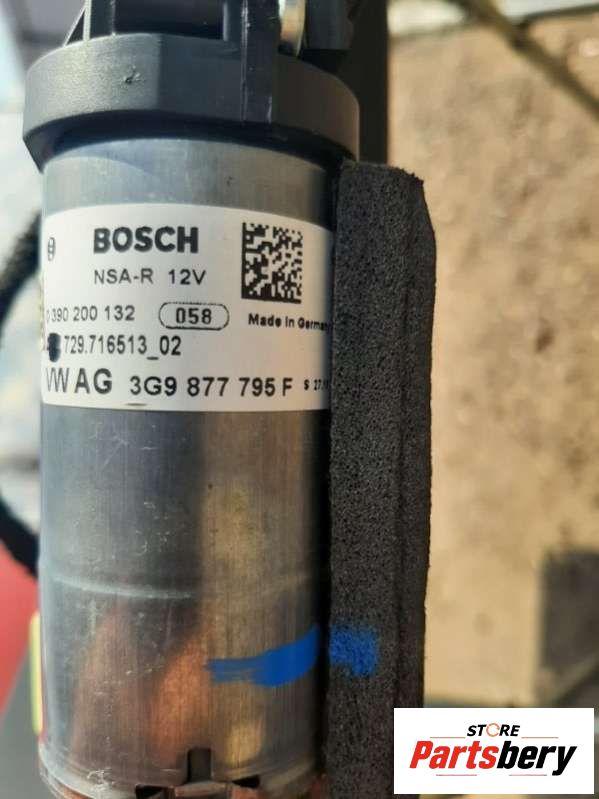 BOSCH
NSA-R 12V
0 390 200 132 058 Made in Germany
729.716513_02
VW AG 3G9 877 795 F S
STORE
Partsbery